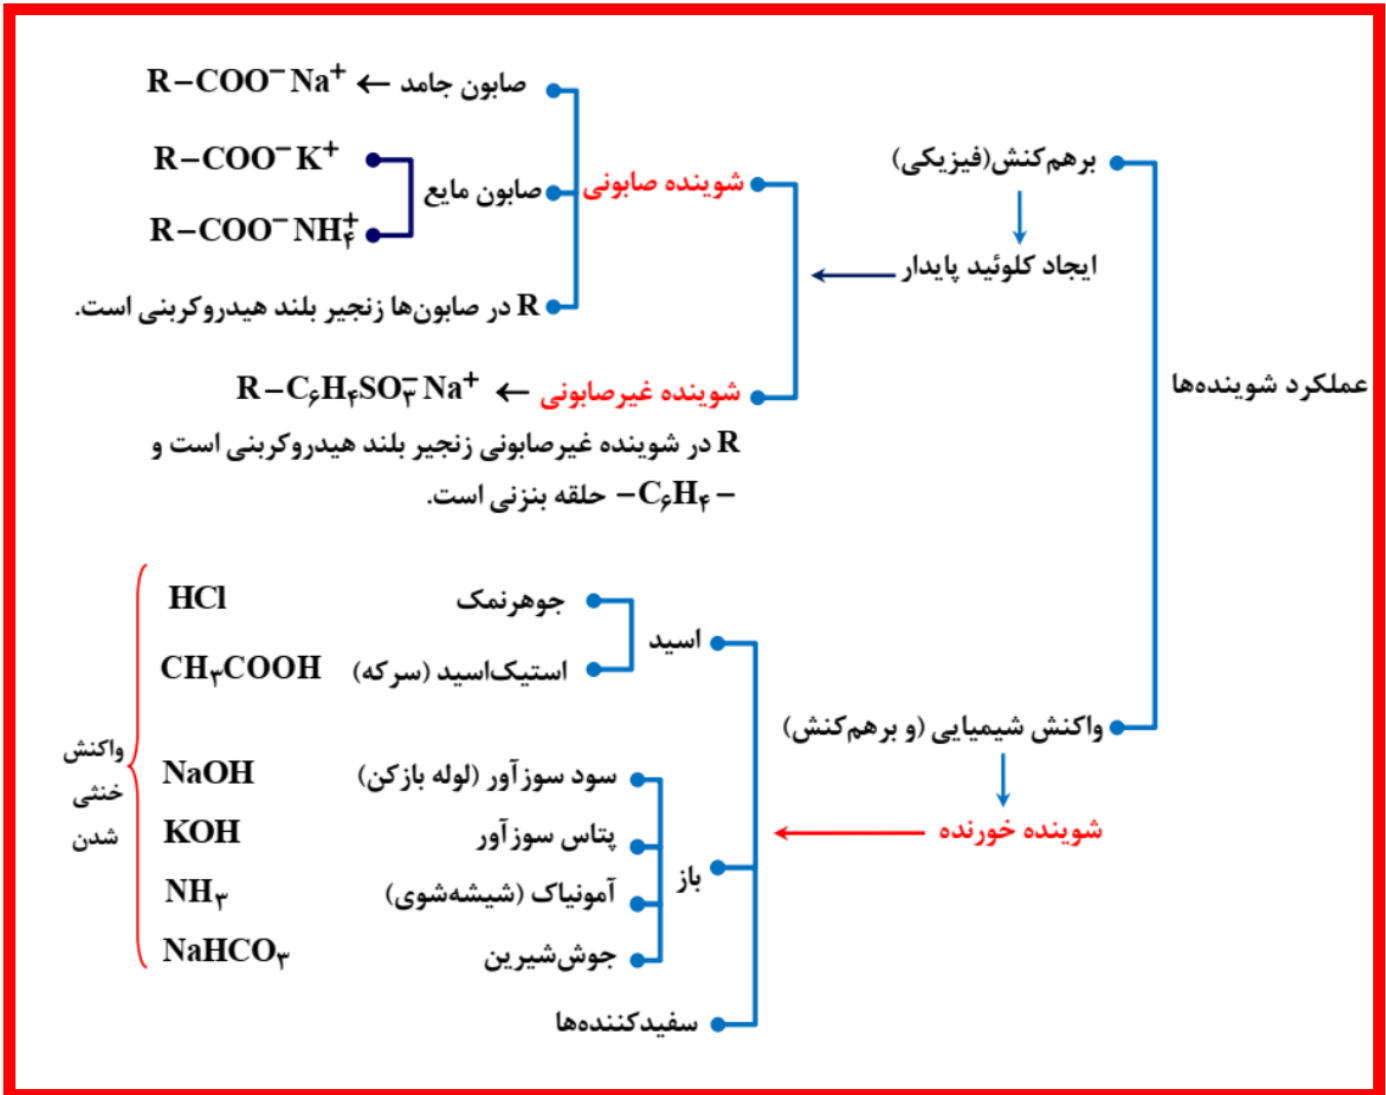 عملکرد شوینده‌ها
برهم‌کنش(فیزیکی)
ایجاد کلوئید پایدار
شوینده صابونی
صابون جامد ← R−COO⁻Na⁺
صابون مایع
R−COO⁻K⁺
R−COO⁻NH₄⁺
R در صابون‌ها زنجیر بلند هیدروکربنی است.
شوینده غیرصابونی ← R−C₆H₄SO₃⁻Na⁺
R در شوینده غیرصابونی زنجیر بلند هیدروکربنی است و
−C₆H₄− حلقه بنزنی است.
واکنش شیمیایی (و برهم‌کنش)
شوینده خورنده
اسید
جوهرنمک HCl
استیک‌اسید (سرکه) CH₃COOH
باز
سود سوزآور (لوله بازکن) NaOH
پتاس سوزآور KOH
آمونیاک (شیشه‌شوی) NH₃
جوش‌شیرین NaHCO₃
سفیدکننده‌ها
واکنش
خنثی
شدن